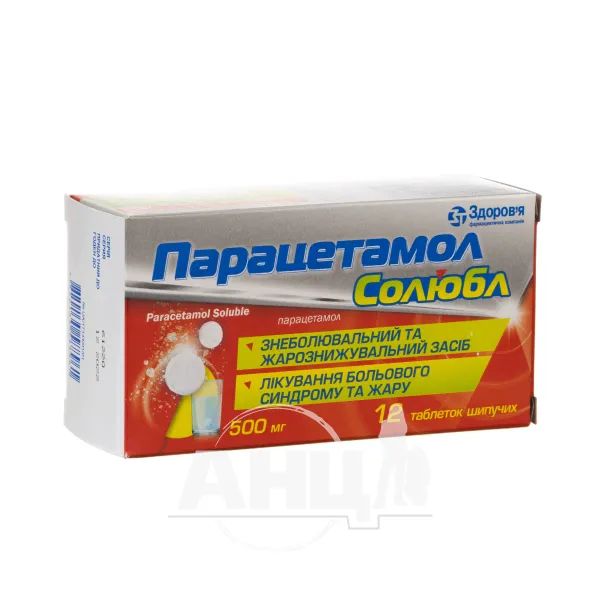 Здоров'я
фармацевтична компанія
Парацетамол
Солюбл
Paracetamol Soluble
парацетамол
ЗНЕБОЛЮВАЛЬНИЙ ТА
ЖАРОЗНИЖУВАЛЬНИЙ ЗАСІБ
ЛІКУВАННЯ БОЛЬОВОГО
СИНДРОМУ ТА ЖАРУ
500 мг
12 таблеток шипучих
АНЦ